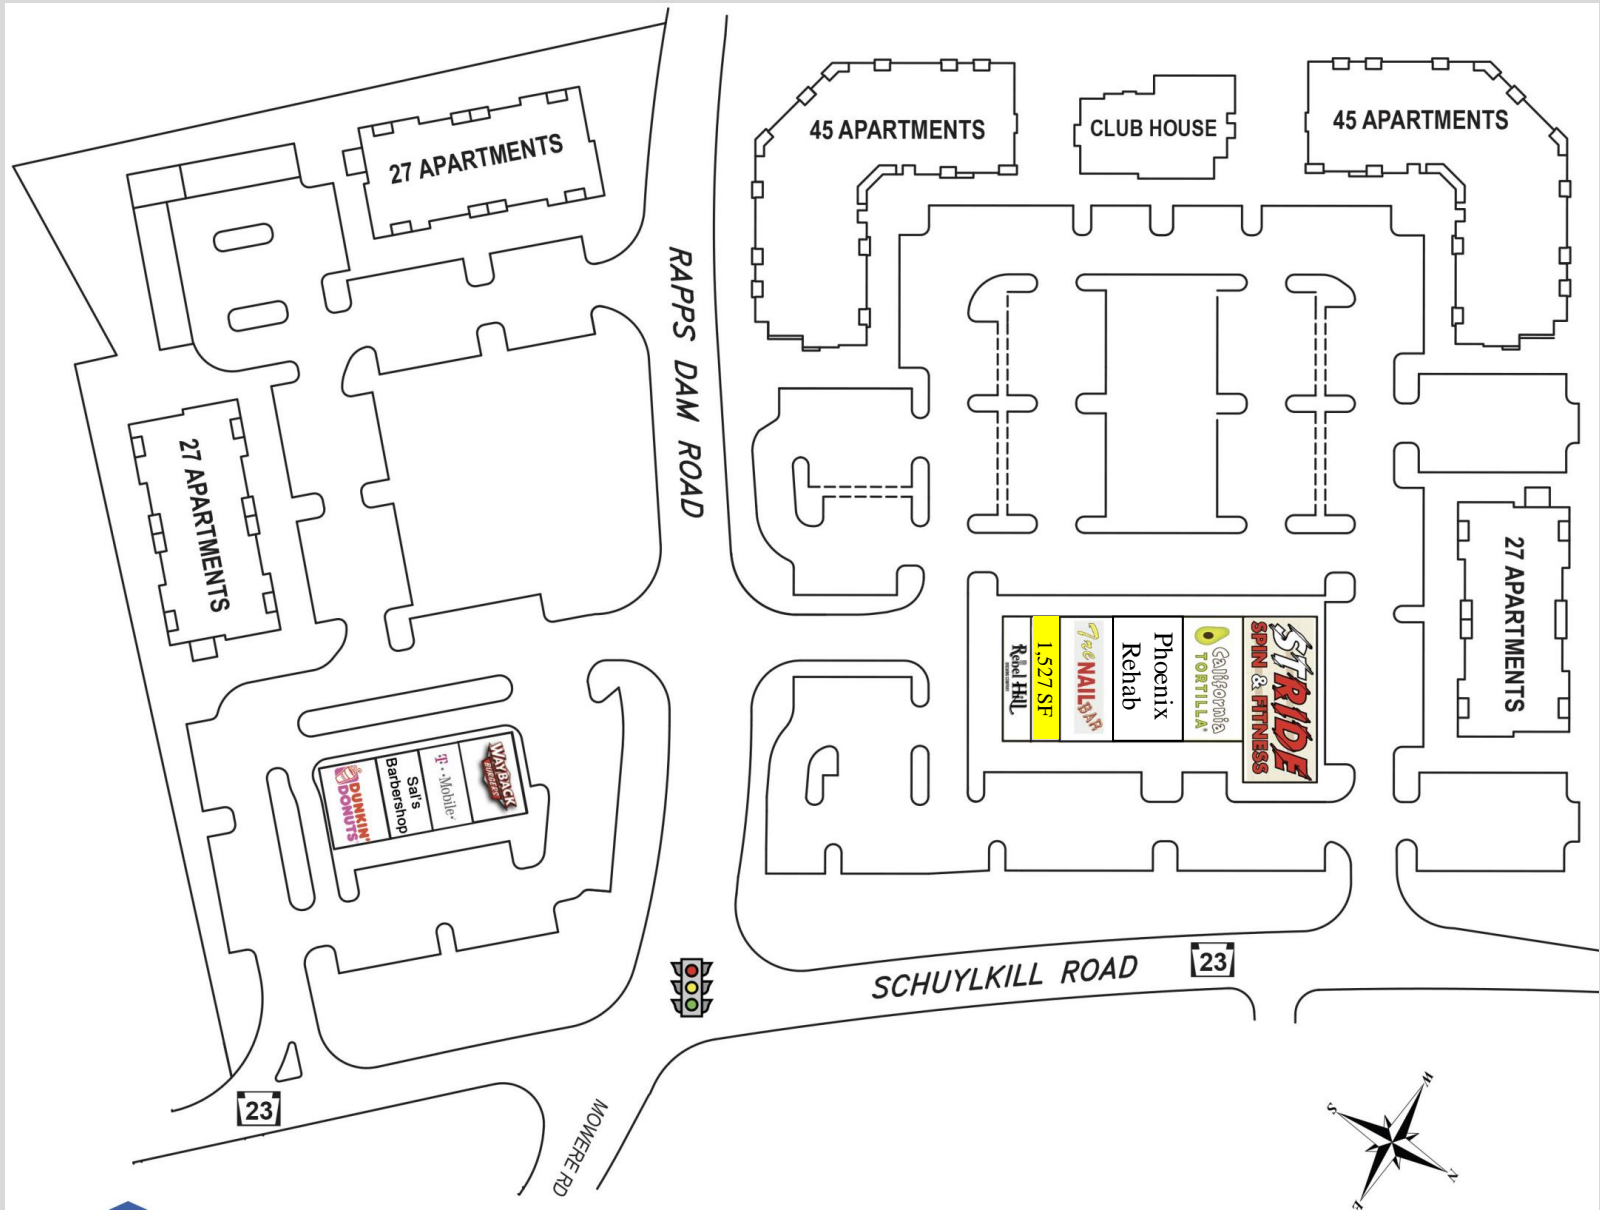 27 APARTMENTS
45 APARTMENTS
CLUB HOUSE
45 APARTMENTS
RAPPS DAM ROAD
27 APARTMENTS
27 APARTMENTS
Rebel Hill
1,527 SF
The NAIL BAR
Phoenix
Rehab
California
TORTILLA
STRIDE
SPIN & FITNESS
DUNKIN'
DONUTS
Sal's
Barbershop
T-Mobile
WAYBACK
BURGERS
SCHUYLKILL ROAD
23
23
MOWERE RD
W
S
N
E